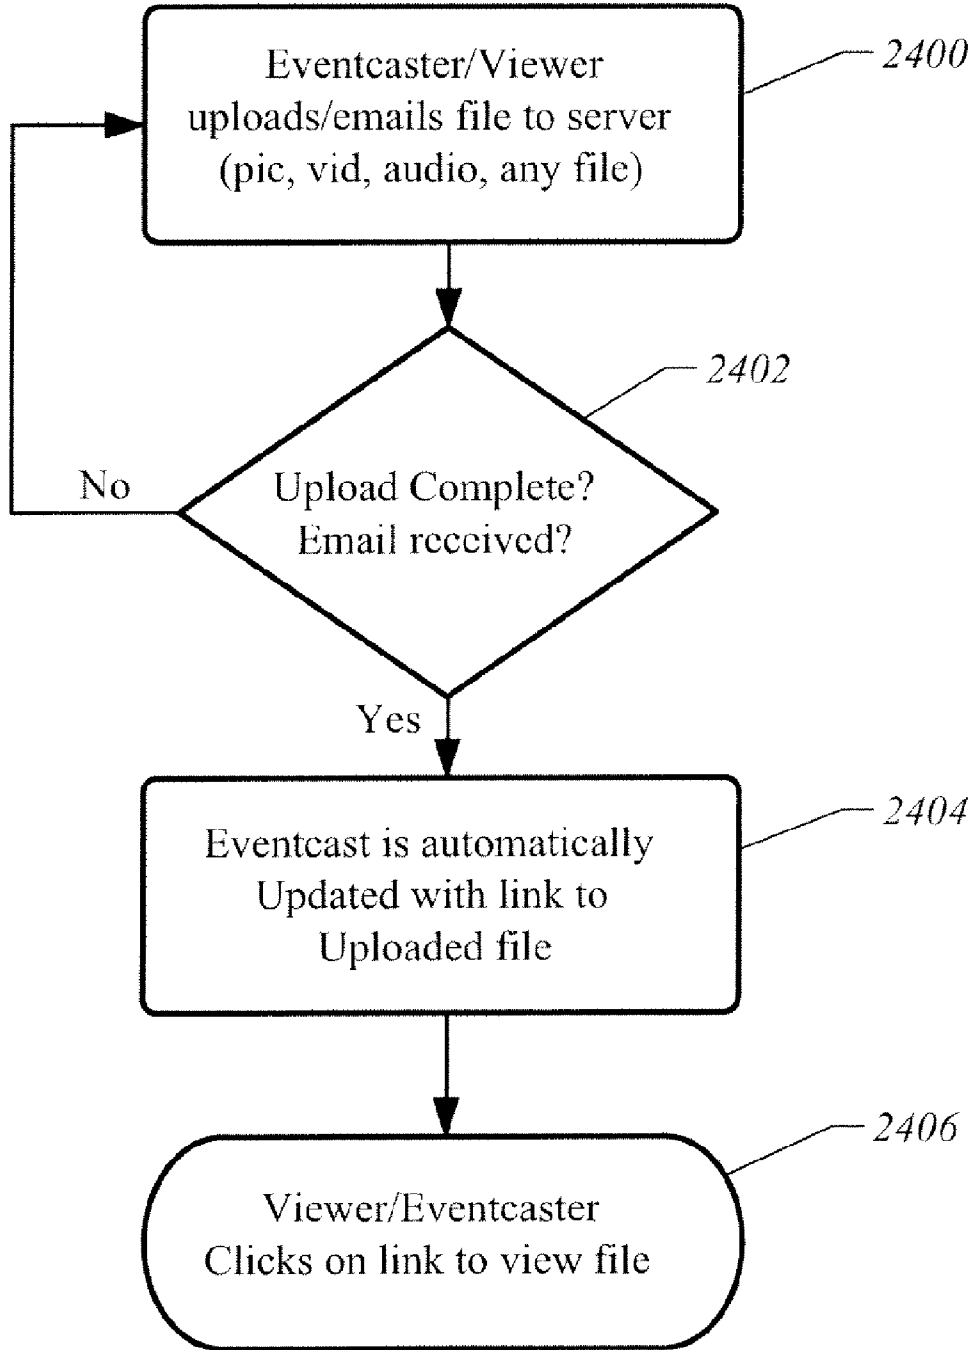 Eventcaster/Viewer
uploads/emails file to server
(pic, vid, audio, any file)
2400
2402
Upload Complete?
Email received?
No
Yes
Eventcast is automatically
Updated with link to
Uploaded file
2404
2406
Viewer/Eventcaster
Clicks on link to view file